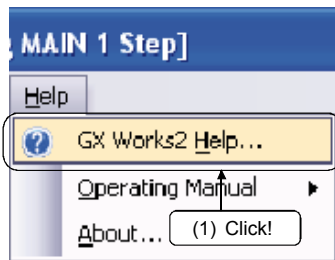 MAIN 1 Step]
Help
GX Works2 Help...
Operating Manual
About...
(1) Click!